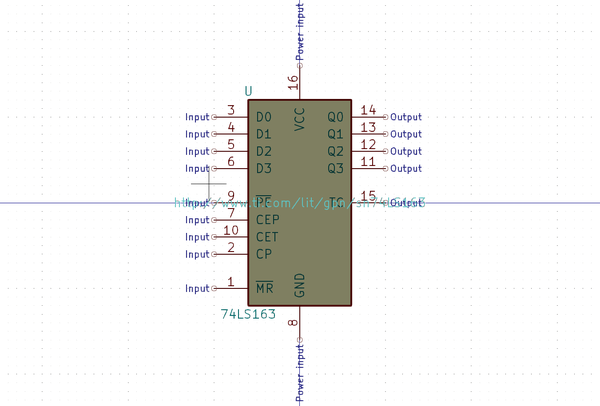 Power input
16
VCC
U
Input 3 D0 Q0 14 Output
Input 4 D1 Q1 13 Output
Input 5 D2 Q2 12 Output
Input 6 D3 Q3 11 Output
Input 9 PE TC 15 Output
http://www.ti.com/lit/gpn/sn74LS163
Input 7 CEP
Input 10 CET
Input 2 CP
Input 1 MR
GND
74LS163
8
Power input